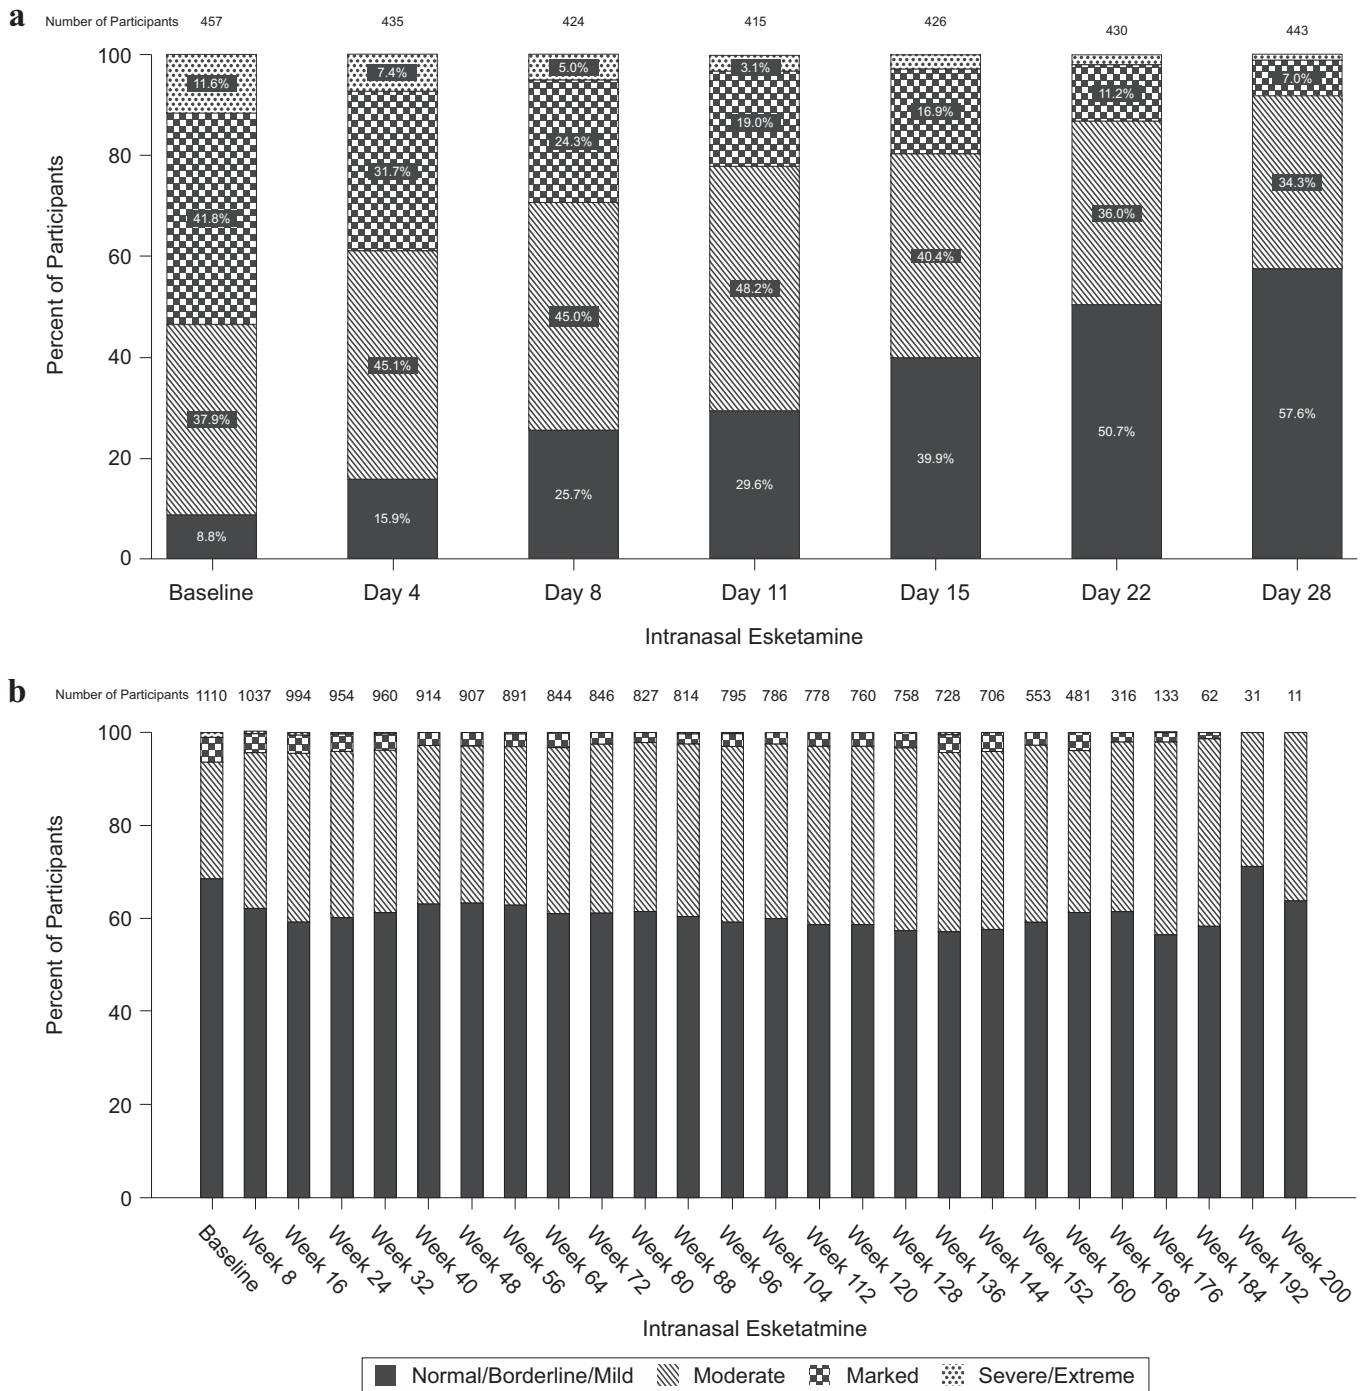 a
Number of Participants 457 435 424 415 426 430 443
100 80 60 40 20 0
Percent of Participants
11.6% 7.4% 5.0% 3.1%
41.8% 31.7% 24.3% 19.0% 16.9% 11.2% 7.0%
37.9% 45.1% 45.0% 48.2% 40.4% 36.0% 34.3%
8.8% 15.9% 25.7% 29.6% 39.9% 50.7% 57.6%
Baseline Day 4 Day 8 Day 11 Day 15 Day 22 Day 28
Intranasal Esketamine
b
Number of Participants 1110 1037 994 954 960 914 907 891 844 846 827 814 795 786 778 760 758 728 706 553 481 316 133 62 31 11
100 80 60 40 20 0
Percent of Participants
Baseline Week 8 Week 16 Week 24 Week 32 Week 40 Week 48 Week 56 Week 64 Week 72 Week 80 Week 88 Week 96 Week 104 Week 112 Week 120 Week 128 Week 136 Week 144 Week 152 Week 160 Week 168 Week 176 Week 184 Week 192 Week 200
Intranasal Esketatmine
Normal/Borderline/Mild Moderate Marked Severe/Extreme